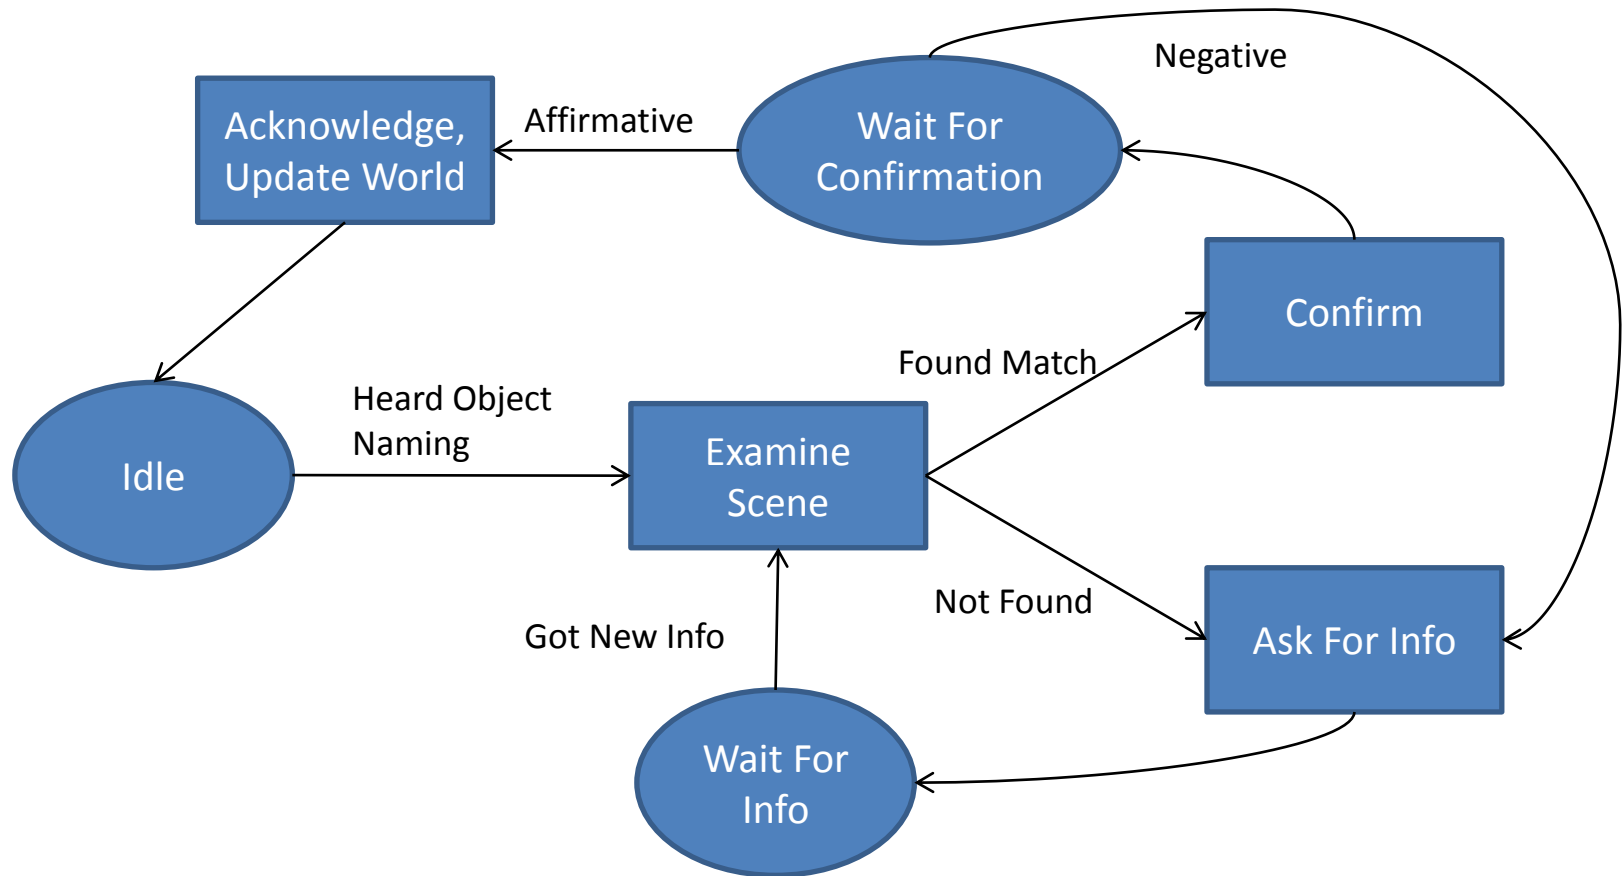 Negative
Acknowledge,
Update World
Affirmative
Wait For
Confirmation
Confirm
Found Match
Heard Object
Naming
Idle
Examine
Scene
Not Found
Got New Info
Ask For Info
Wait For
Info